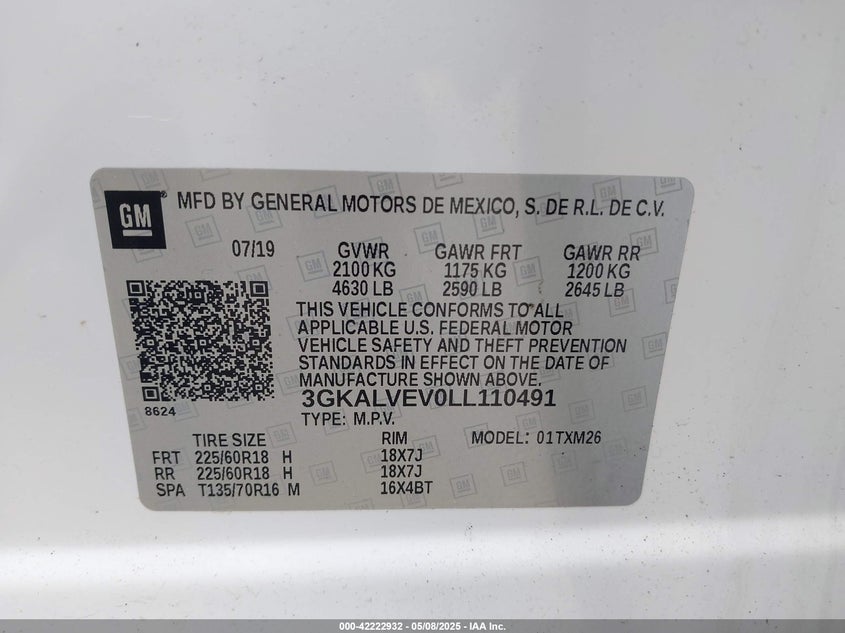 GM ® MFD BY GENERAL MOTORS DE MEXICO, S. DE R.L. DE C.V.
07/19 GVWR GAWR FRT GAWR RR
2100 KG 1175 KG 1200 KG
4630 LB 2590 LB 2645 LB
THIS VEHICLE CONFORMS TO ALL
APPLICABLE U.S. FEDERAL MOTOR
VEHICLE SAFETY AND THEFT PREVENTION
STANDARDS IN EFFECT ON THE DATE OF
MANUFACTURE SHOWN ABOVE.
8624 3GKALVEV0LL110491
TYPE: M.P.V.
TIRE SIZE RIM MODEL: 01TXM26
FRT 225/60R18 H 18X7J
RR 225/60R18 H 18X7J
SPA T135/70R16 M 16X4BT
000-42222932 - 05/08/2025 - IAA Inc.